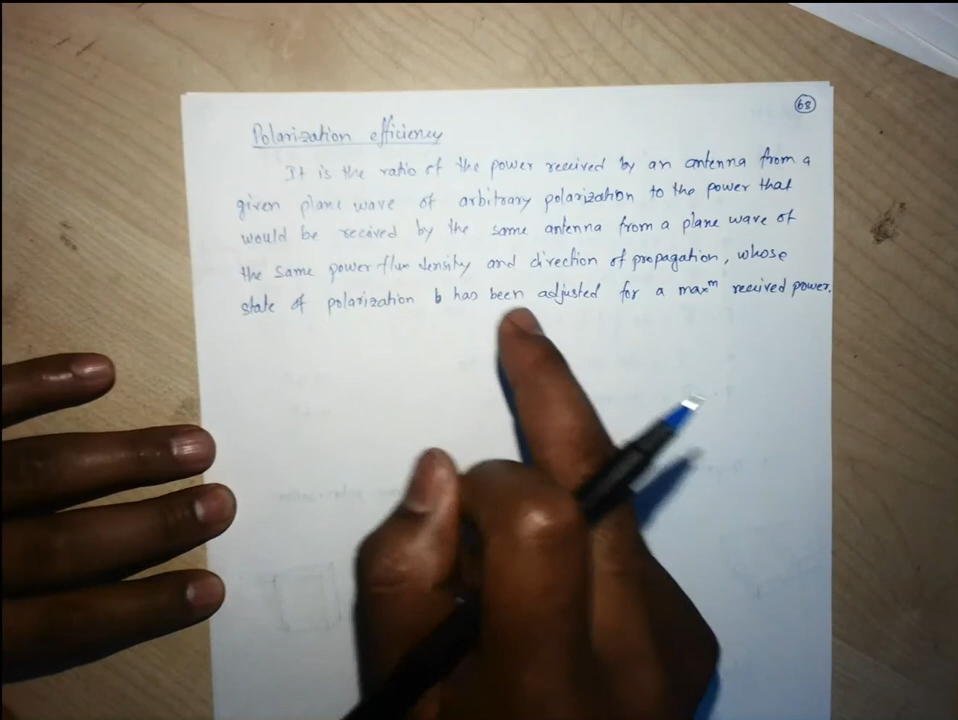 68
Polarization efficiency
It is the ratio of the power received by an antenna from a
given plane wave of arbitrary polarization to the power that
would be recived by the same antenna from a plane wave of
the same power flux density and direction of propagation, whose
state of polarization b has been adjusted for a maxᵐ received power.